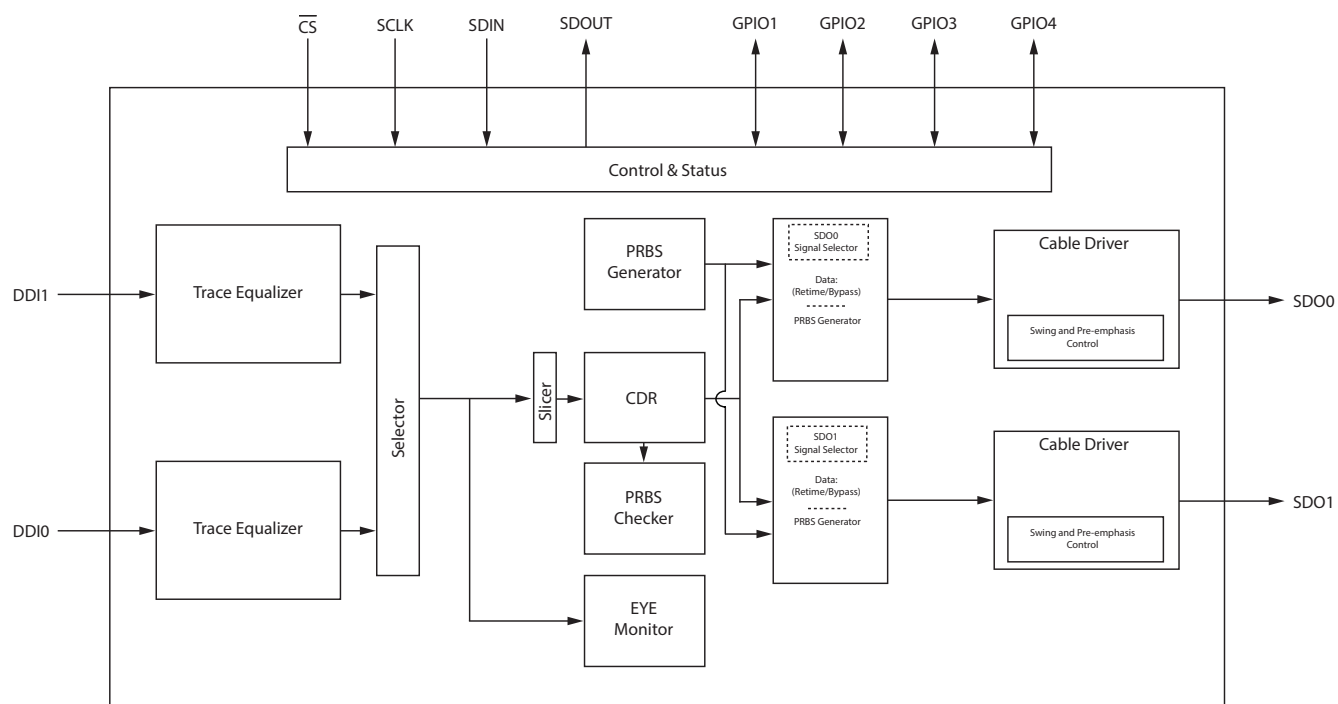 CS
SCLK
SDIN
SDOUT
GPIO1
GPIO2
GPIO3
GPIO4
Control & Status
DDI1
Trace Equalizer
DDI0
Trace Equalizer
Selector
Slicer
PRBS
Generator
CDR
PRBS
Checker
EYE
Monitor
SDO0
Signal Selector
Data:
(Retime/Bypass)
PRBS Generator
SDO1
Signal Selector
Data:
(Retime/Bypass)
PRBS Generator
Cable Driver
Swing and Pre-emphasis
Control
SDO0
Cable Driver
Swing and Pre-emphasis
Control
SDO1